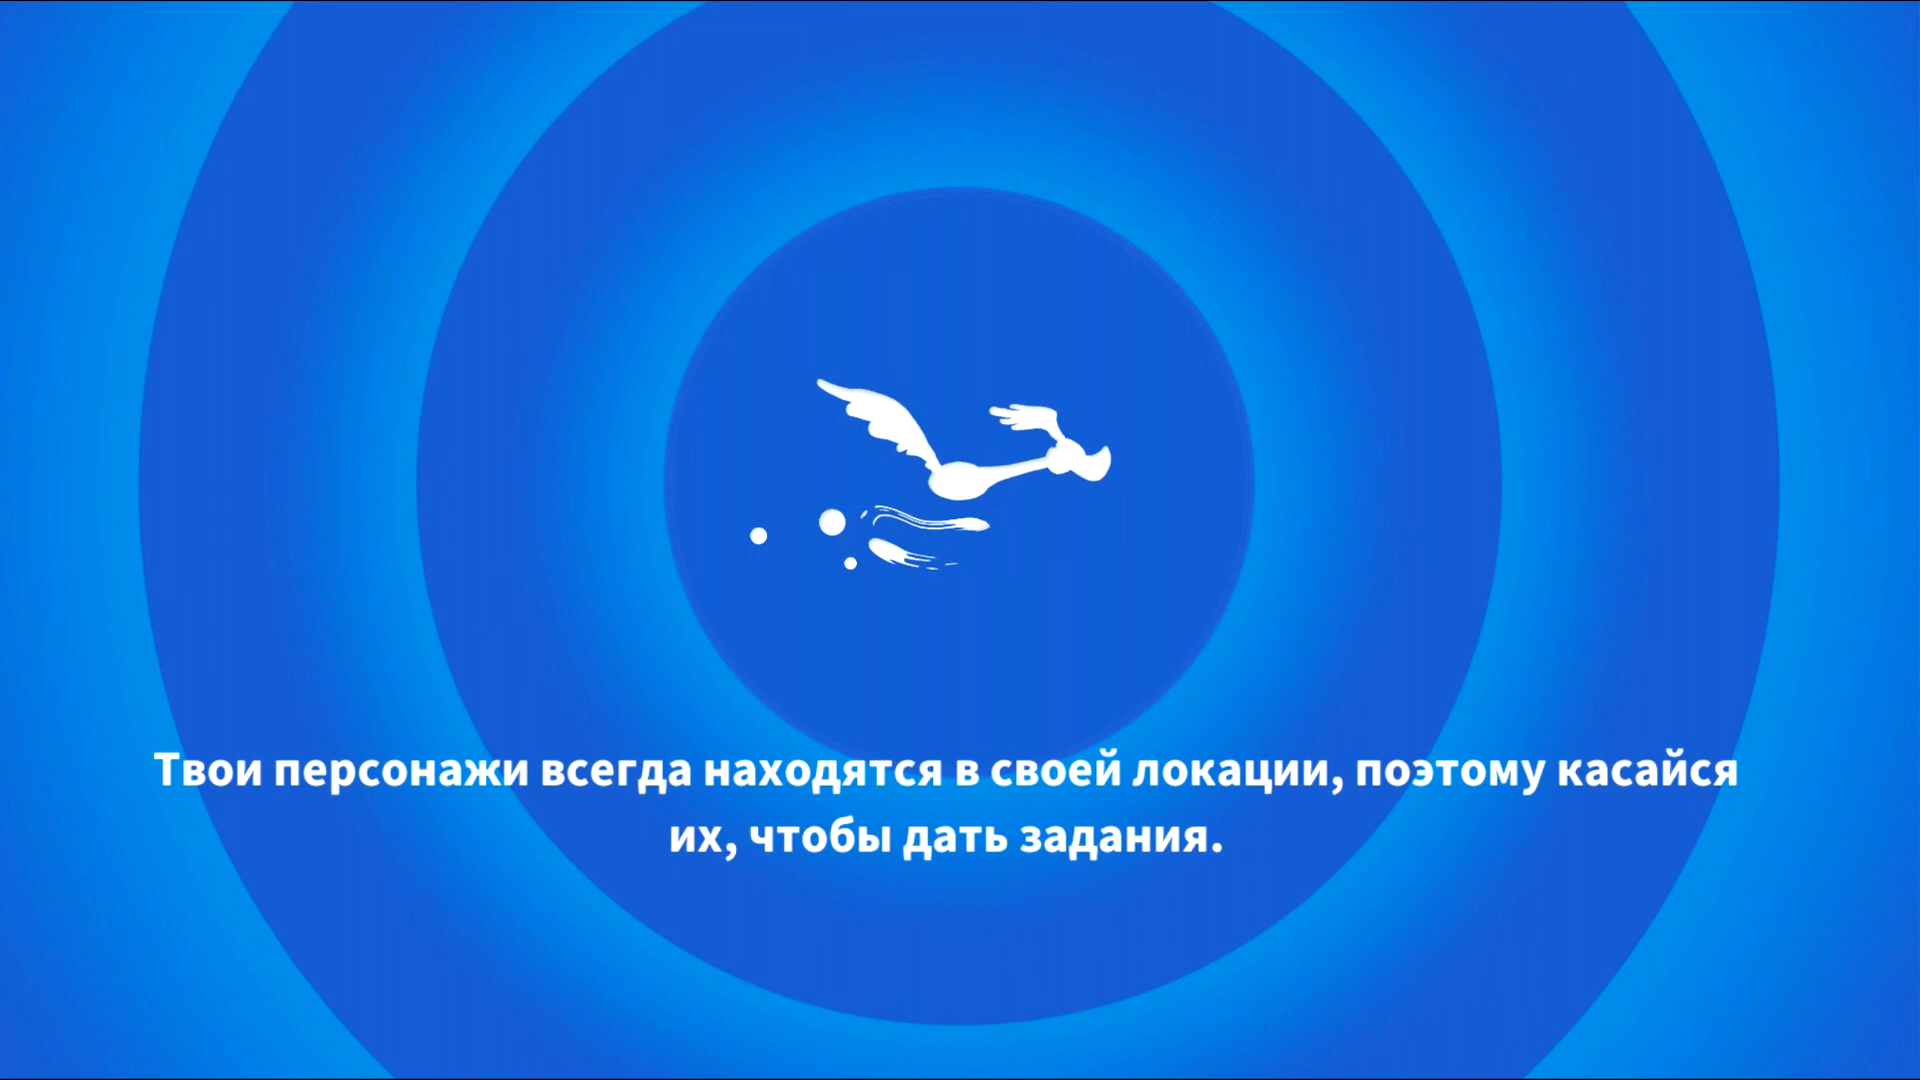 Твои персонажи всегда находятся в своей локации, поэтому касайся
их, чтобы дать задания.